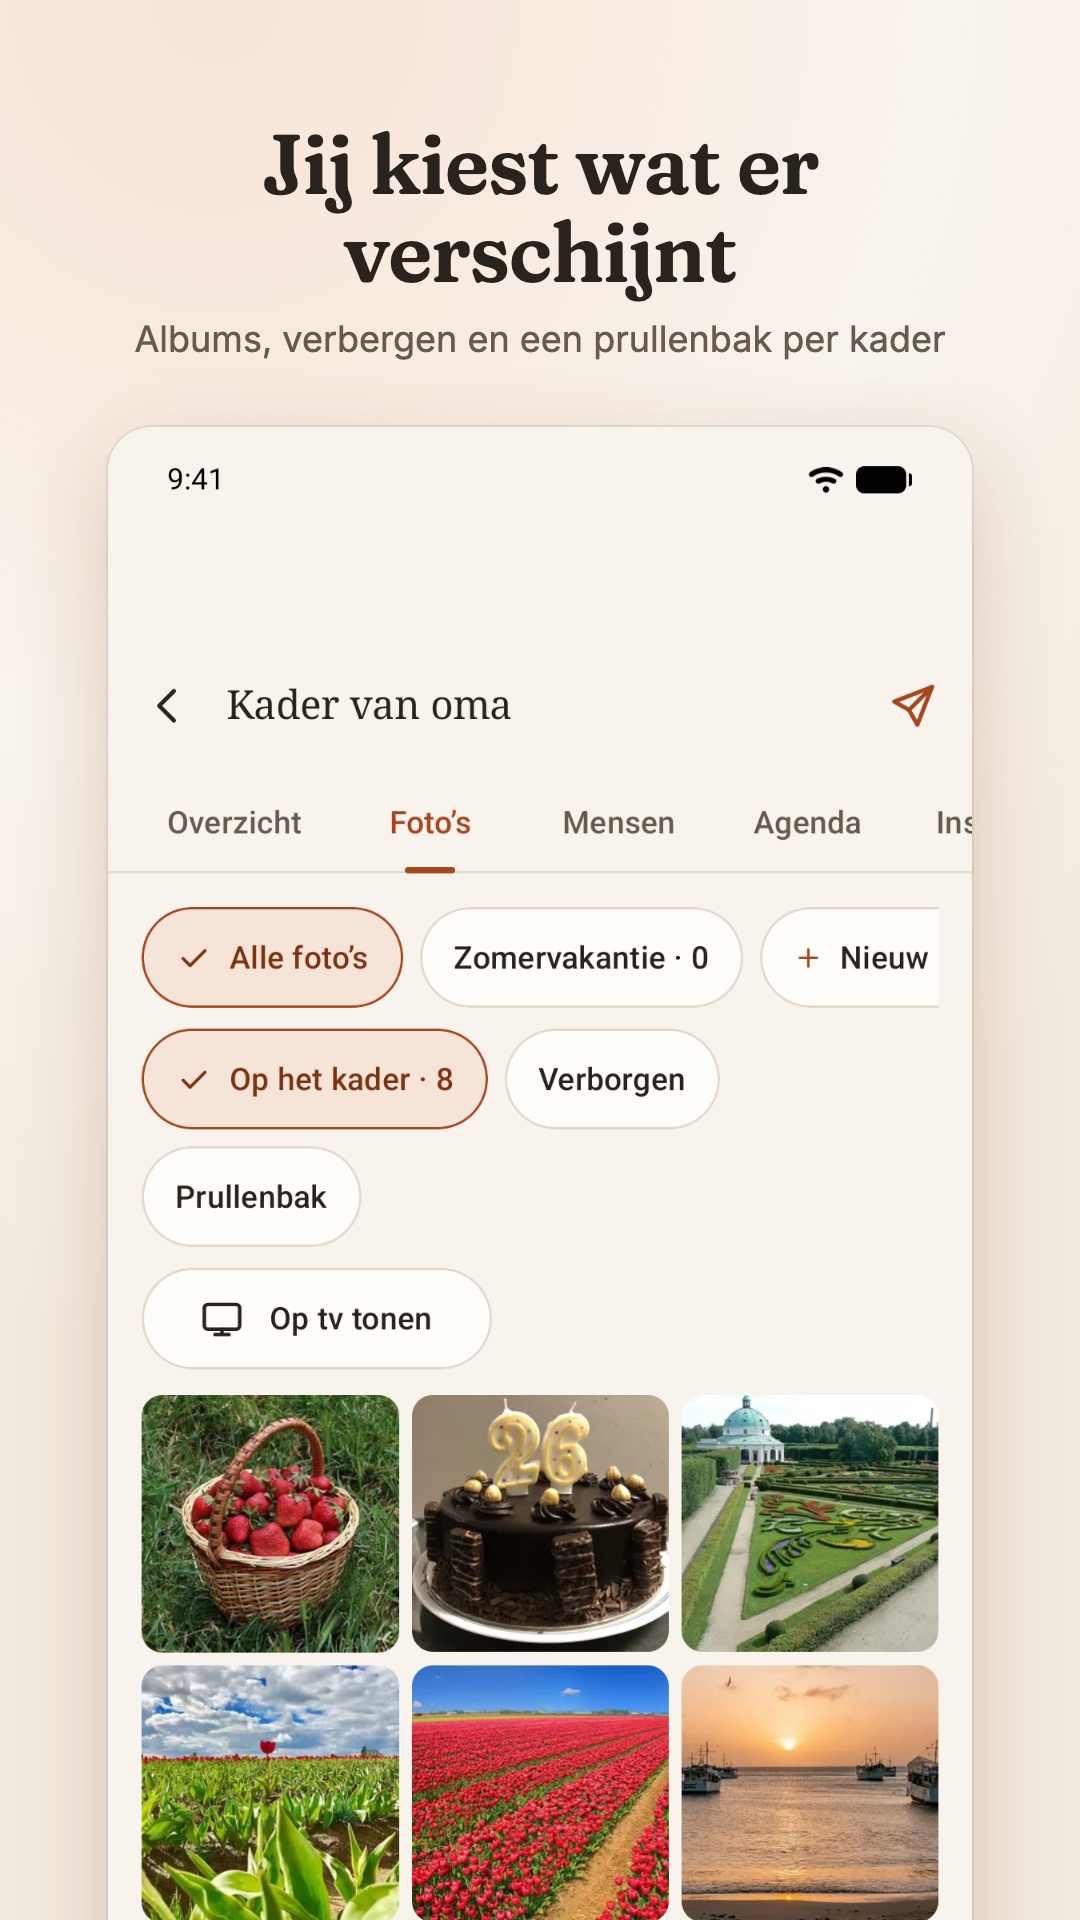 Jij kiest wat er
verschijnt
Albums, verbergen en een prullenbak per kader
9:41
Kader van oma
Overzicht Foto’s Mensen Agenda Ins
Alle foto’s Zomervakantie · 0 + Nieuw
Op het kader · 8 Verborgen
Prullenbak
Op tv tonen
26